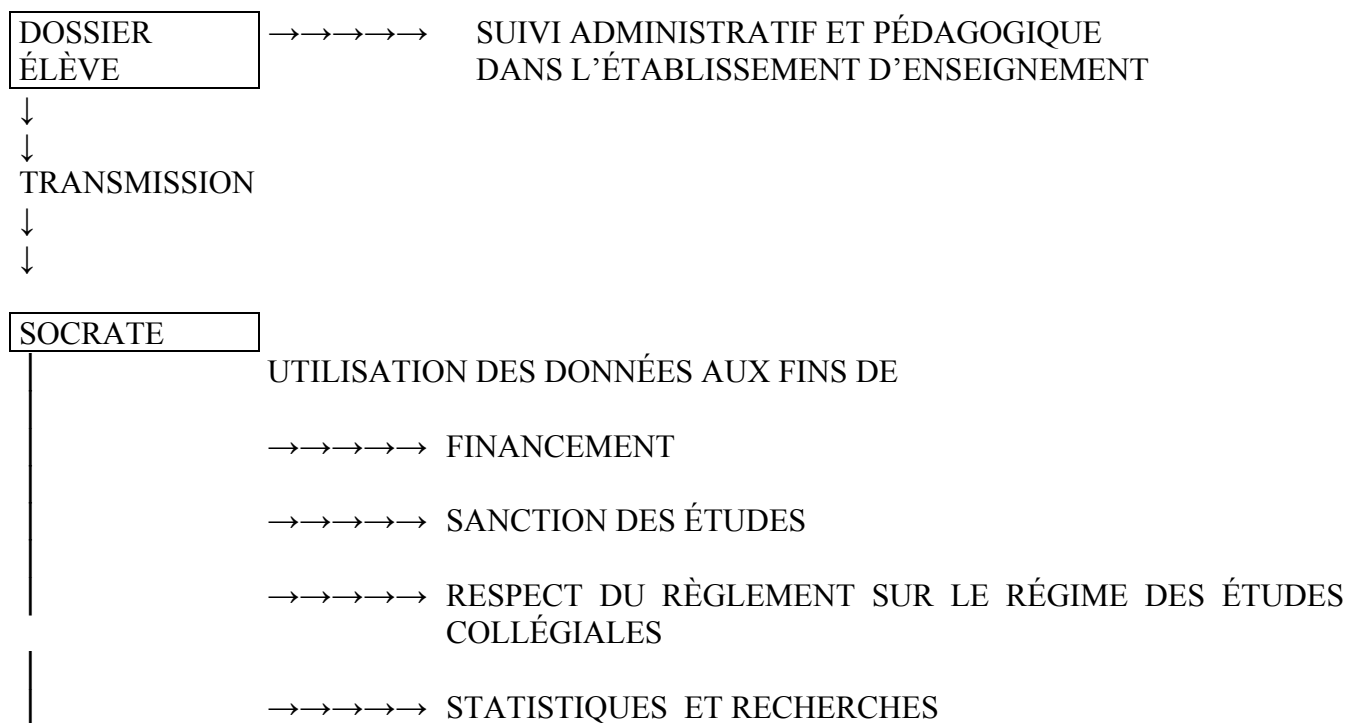 DOSSIER →→→→→ SUIVI ADMINISTRATIF ET PÉDAGOGIQUE
ÉLÈVE DANS L’ÉTABLISSEMENT D’ENSEIGNEMENT
↓
↓
TRANSMISSION
↓
↓
SOCRATE
UTILISATION DES DONNÉES AUX FINS DE
→→→→→ FINANCEMENT
→→→→→ SANCTION DES ÉTUDES
→→→→→ RESPECT DU RÈGLEMENT SUR LE RÉGIME DES ÉTUDES
COLLÉGIALES
→→→→→ STATISTIQUES ET RECHERCHES